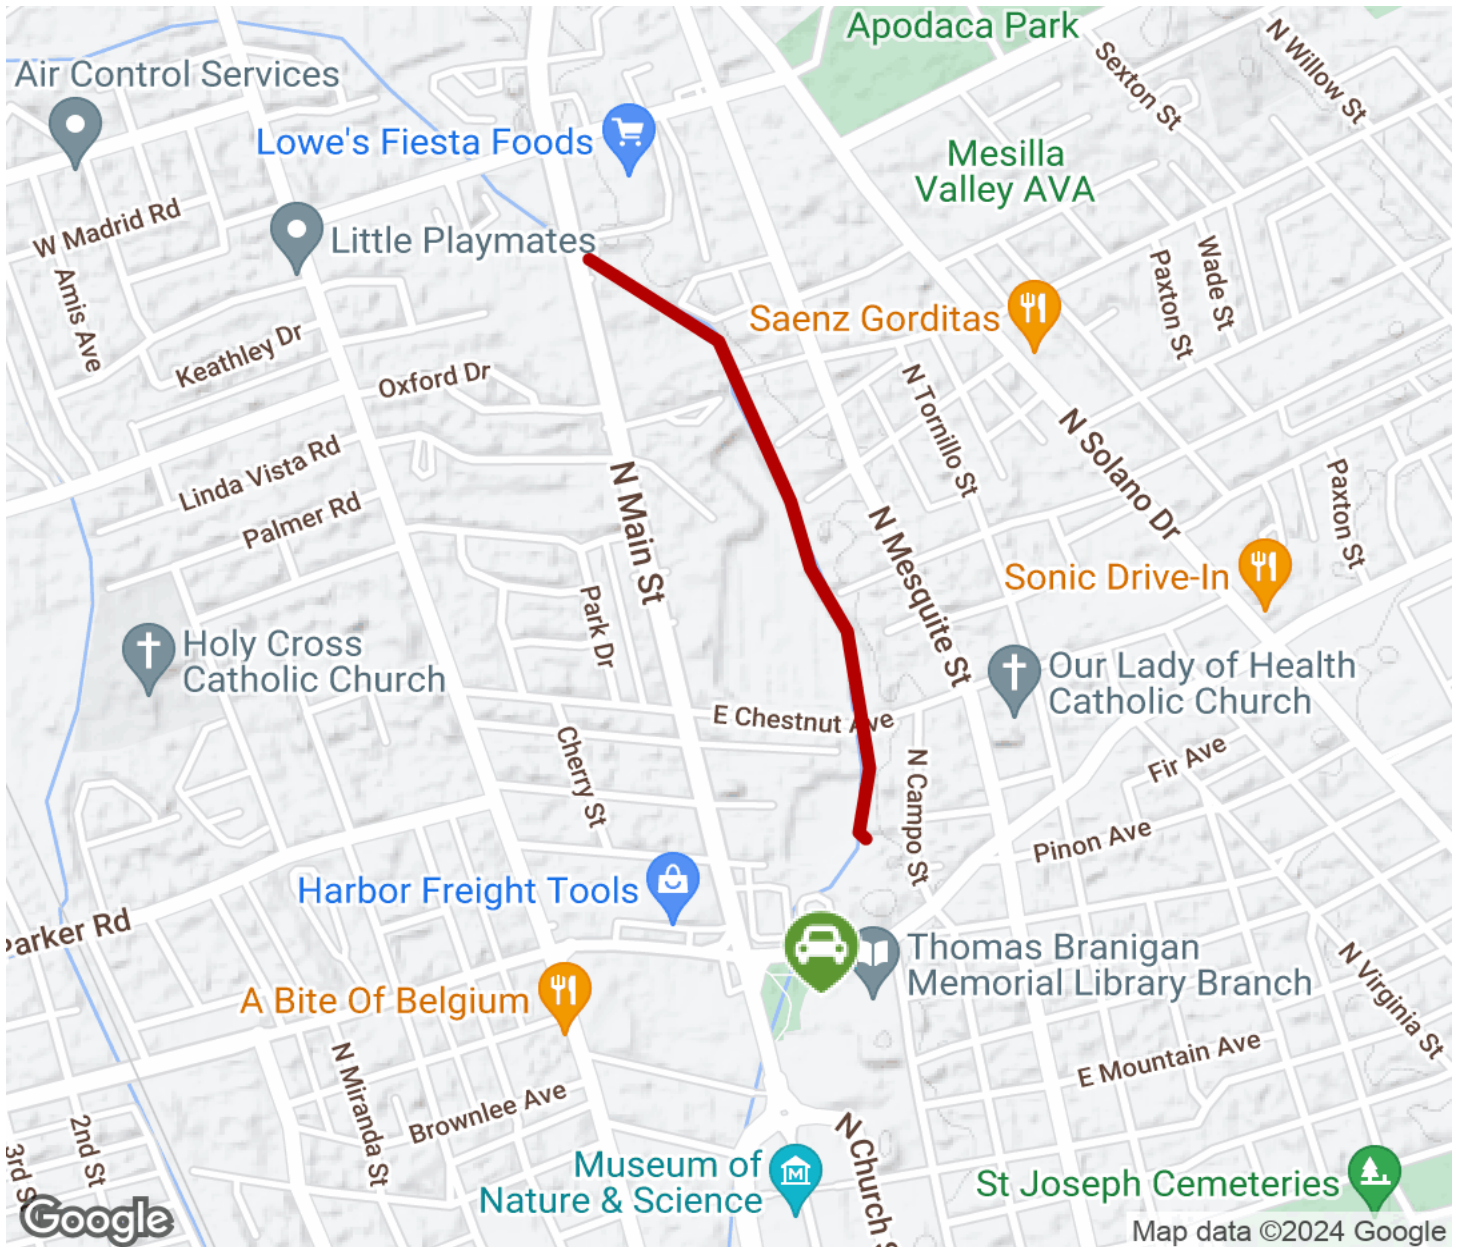 Apodaca Park
N Willow St
Sexton St
Air Control Services
Lowe's Fiesta Foods
Mesilla
Valley AVA
W Madrid Rd
Little Playmates
Amis Ave
Wade St
Paxton St
Saenz Gorditas
Keathley Dr
Oxford Dr
N Tornillo St
N Solano Dr
Linda Vista Rd
Palmer Rd
N Main St
Paxton St
N Mesquite St
Sonic Drive-In
Park Dr
Holy Cross
Catholic Church
Our Lady of Health
Catholic Church
E Chestnut Ave
Cherry St
N Campo St
Fir Ave
Pinon Ave
Harbor Freight Tools
Parker Rd
Thomas Branigan
Memorial Library Branch
A Bite Of Belgium
N Virginia St
E Mountain Ave
N Miranda St
Brownlee Ave
2nd St
3rd S
N Church S
Museum of
Nature & Science
St Joseph Cemeteries
Google
Map data ©2024 Google